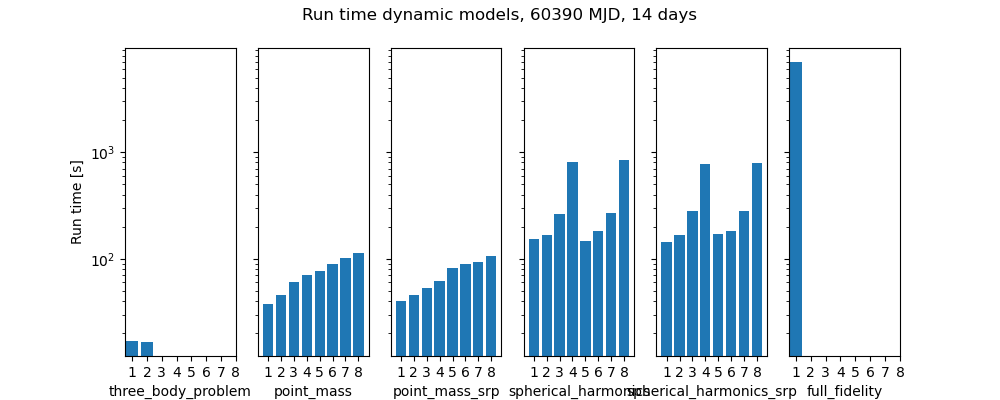 Run time dynamic models, 60390 MJD, 14 days
Run time [s]
10³
10²
1 2 3 4 5 6 7 8
three_body_problem
1 2 3 4 5 6 7 8
point_mass
1 2 3 4 5 6 7 8
point_mass_srp
1 2 3 4 5 6 7 8
spherical_harmonics
1 2 3 4 5 6 7 8
spherical_harmonics_srp
1 2 3 4 5 6 7 8
full_fidelity